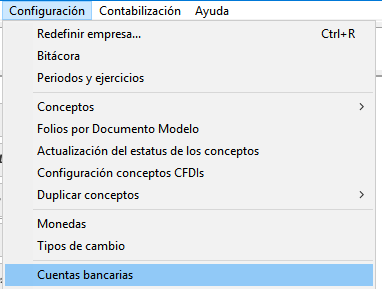 Configuración Contabilización Ayuda
Redefinir empresa... Ctrl+R
Bitácora
Periodos y ejercicios
Conceptos
Folios por Documento Modelo
Actualización del estatus de los conceptos
Configuración conceptos CFDIs
Duplicar conceptos
Monedas
Tipos de cambio
Cuentas bancarias